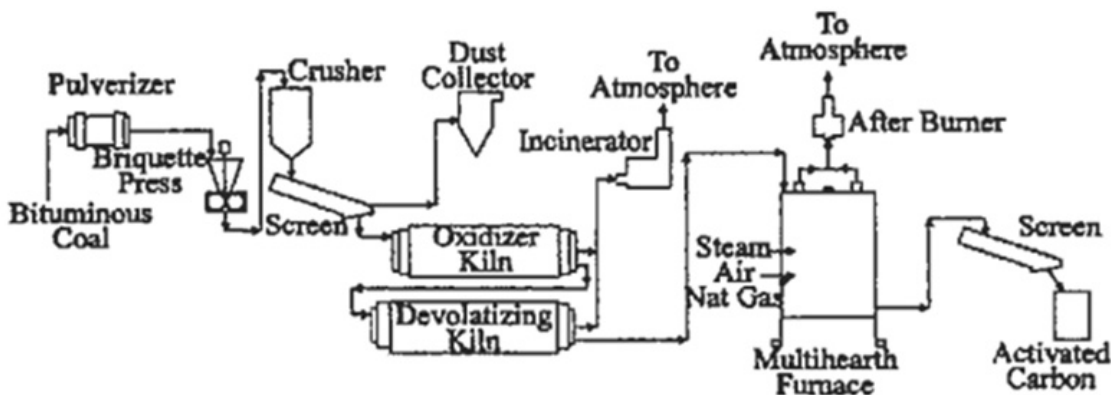 Pulverizer
Bituminous
Coal
Briquette
Press
Crusher
Screen
Dust
Collector
Oxidizer
Kiln
Devolatizing
Kiln
Incinerator
To
Atmosphere
To
Atmosphere
After Burner
Steam
Air
Nat Gas
Multihearth
Furnace
Screen
Activated
Carbon